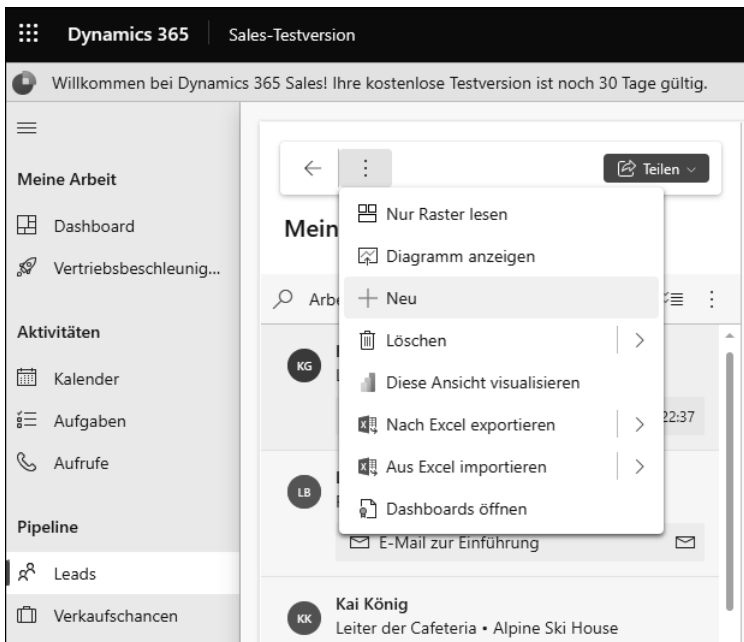 Dynamics 365 Sales-Testversion
Willkommen bei Dynamics 365 Sales! Ihre kostenlose Testversion ist noch 30 Tage gültig.
Meine Arbeit
Dashboard
Vertriebsbeschleunig...
Aktivitäten
Kalender
Aufgaben
Aufrufe
Pipeline
Leads
Verkaufschancen
Teilen
Mein
Nur Raster lesen
Diagramm anzeigen
Neu
Löschen
Diese Ansicht visualisieren
Nach Excel exportieren
Aus Excel importieren
Dashboards öffnen
Arbe
KG
22:37
LB
E-Mail zur Einführung
KK
Kai König
Leiter der Cafeteria • Alpine Ski House